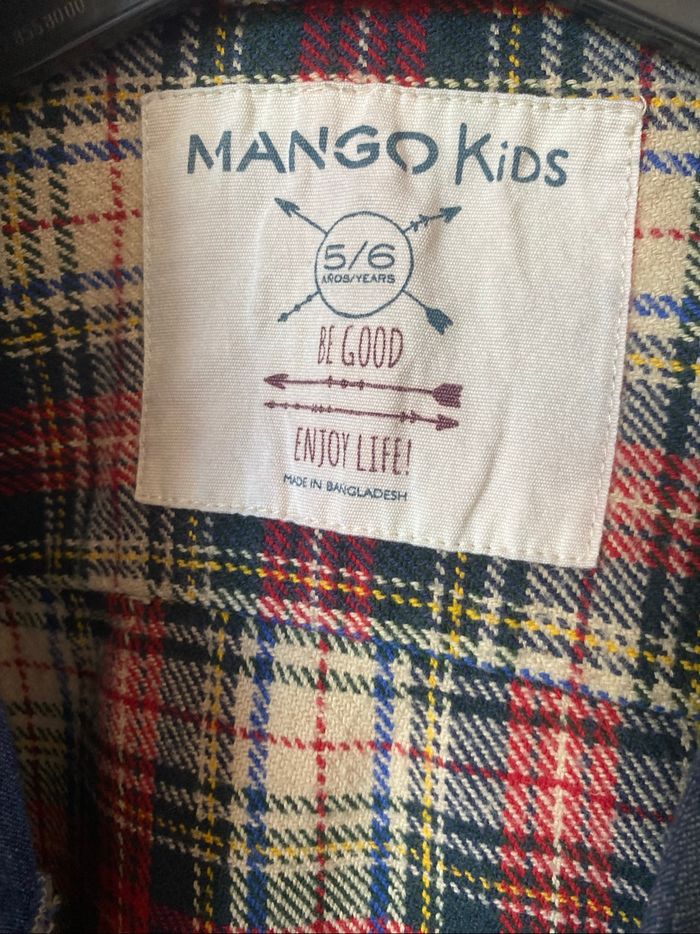 MANGO KiDS
5/6
AÑOS/YEARS
BE GOOD
ENJOY LIFE!
MADE IN BANGLADESH